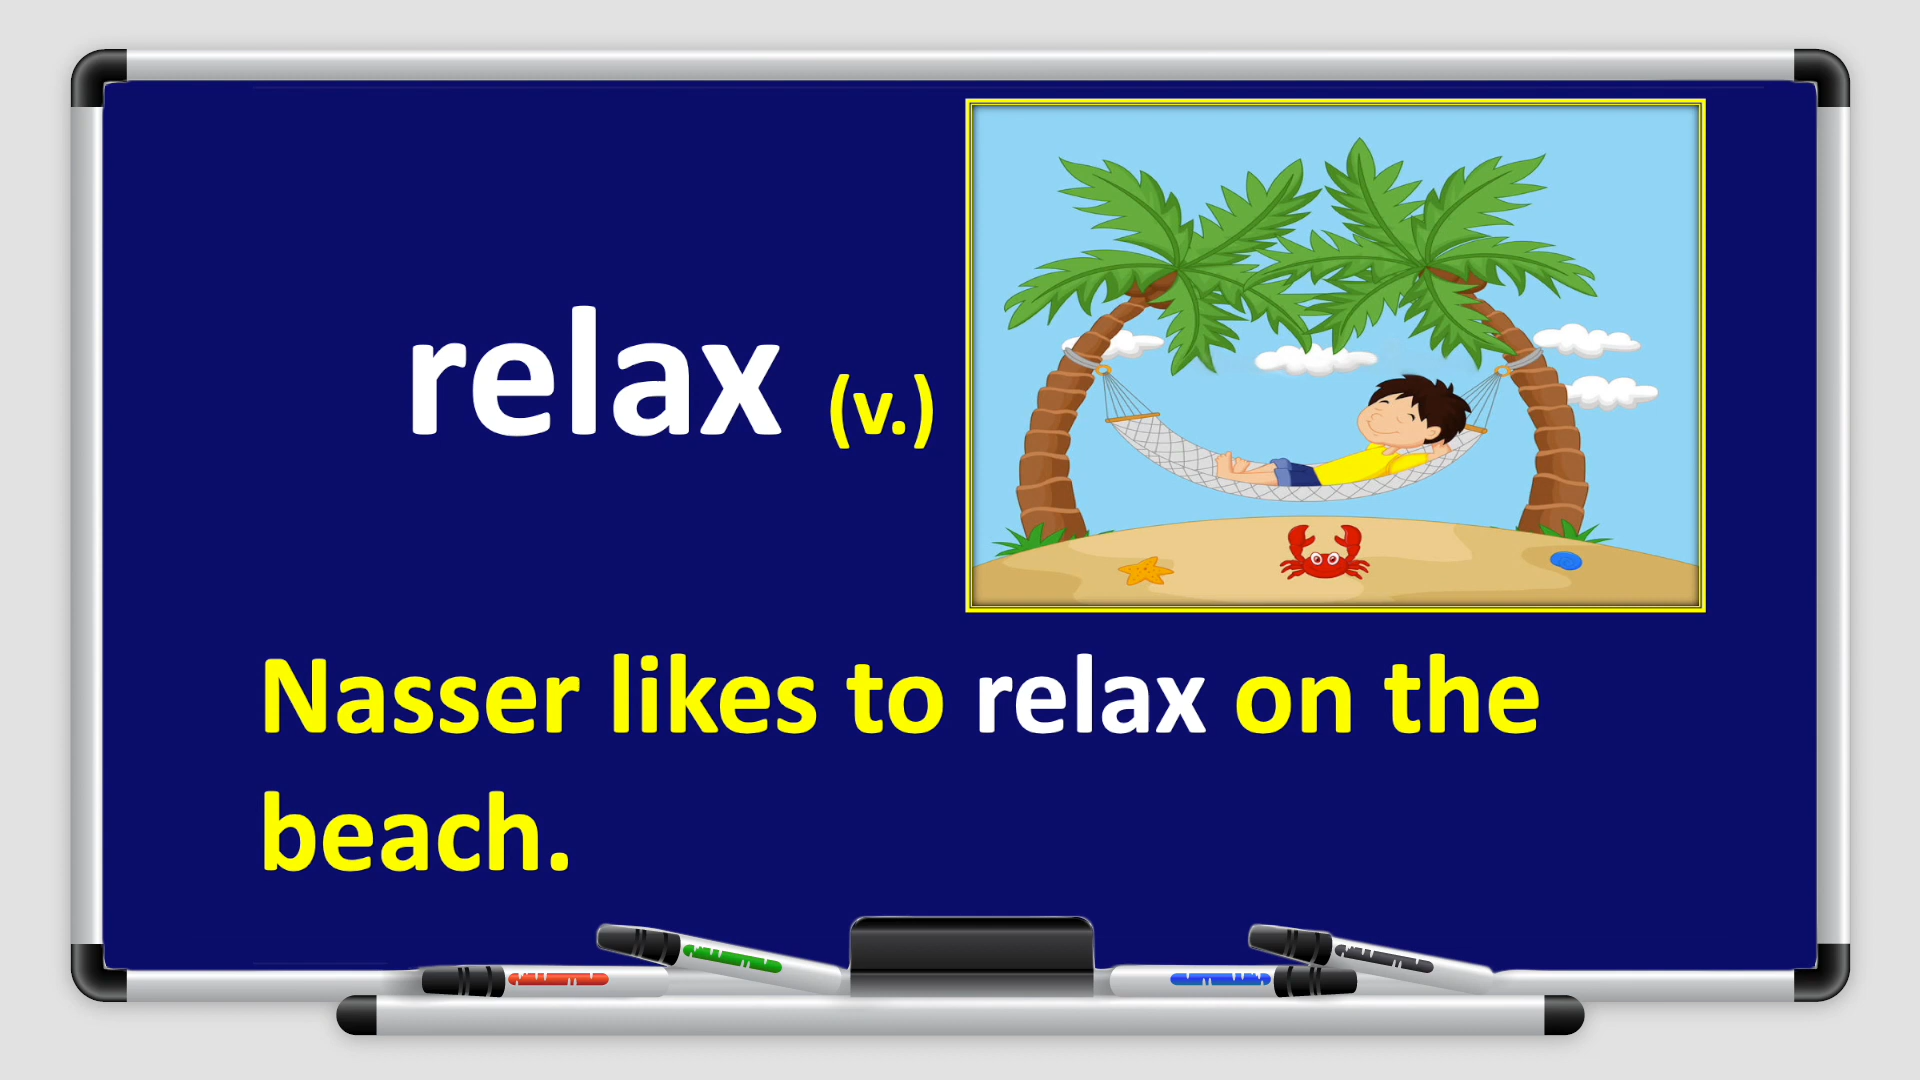 relax (v.)
Nasser likes to relax on the
beach.